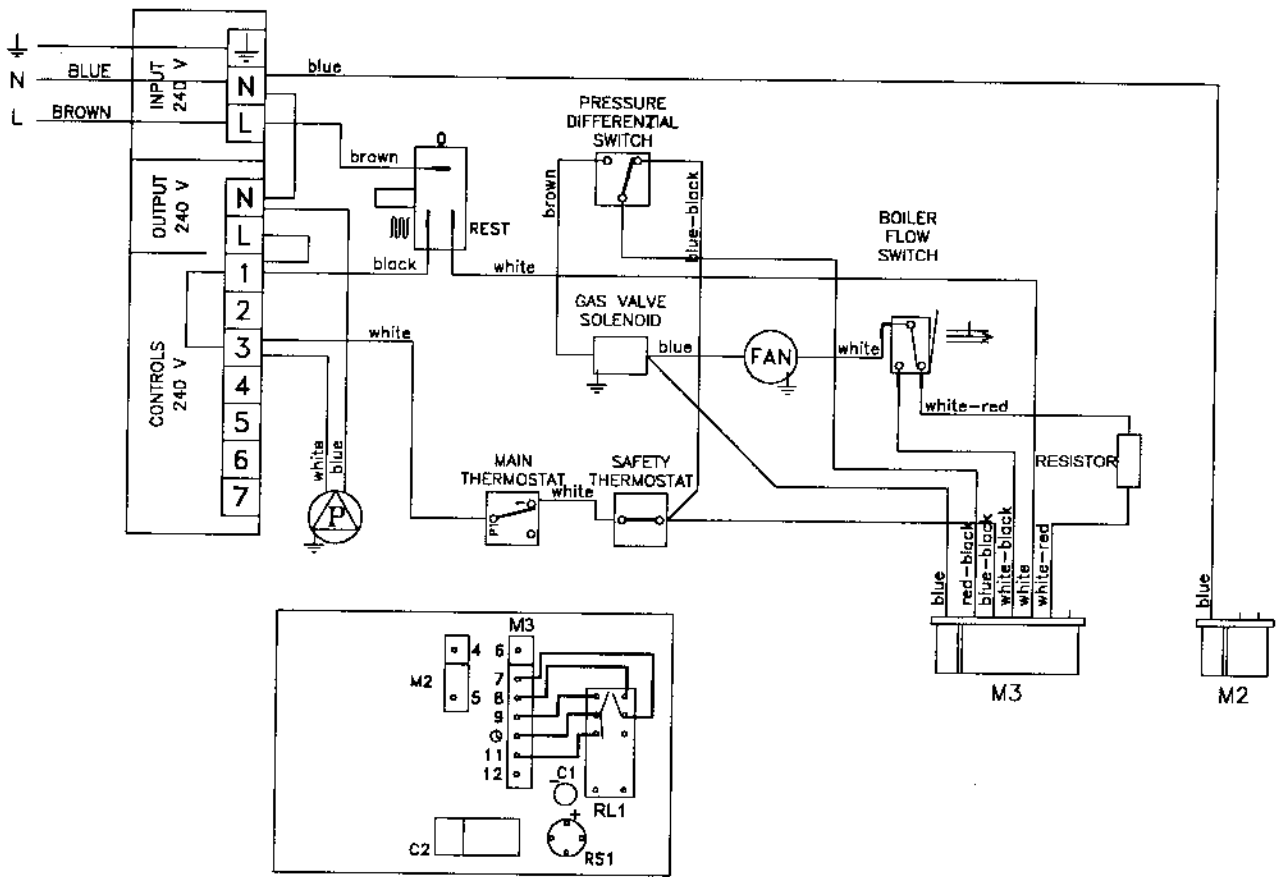 N
L
BLUE
BROWN
INPUT
240 V
OUTPUT
240 V
CONTROLS
240 V
N
L
N
L
1
2
3
4
5
6
7
blue
brown
0
REST
black
white
white
white
blue
P
PRESSURE
DIFFERENZIAL
SWITCH
brown
blue-black
GAS VALVE
SOLENOID
blue
FAN
white
BOILER
FLOW
SWITCH
white-red
RESISTOR
MAIN
THERMOSTAT
P1
1
white
SAFETY
THERMOSTAT
blue
red-black
blue-black
white-black
white
white-red
M3
blue
M2
M3
M2
4
5
6
7
8
9
11
12
C1
-
+
RL1
C2
RS1